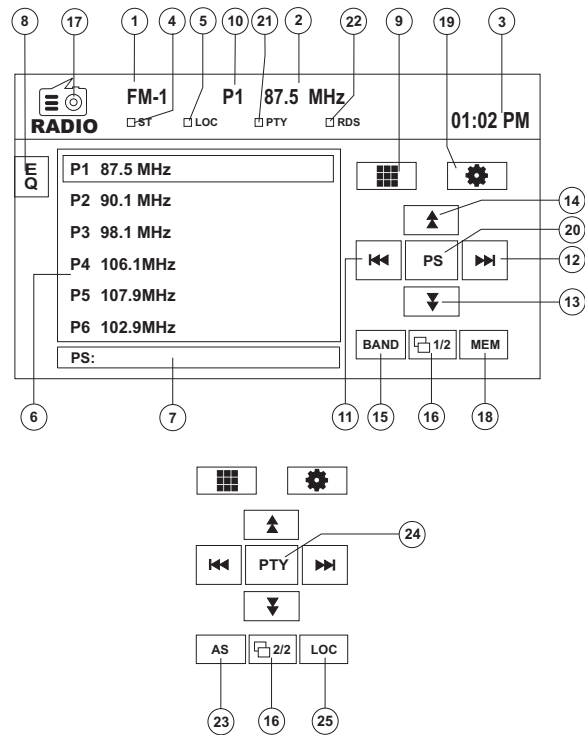 8 17 1 4 5 10 21 2 22 9 19 3
FM-1 P1 87.5 MHz
RADIO ST LOC PTY RDS 01:02 PM
EQ
P1 87.5 MHz
P2 90.1 MHz
P3 98.1 MHz
P4 106.1MHz
P5 107.9MHz
P6 102.9MHz
PS:
14
PS 20
12
13
BAND 1/2 MEM
6 7 11 15 16 18
24
PTY
AS 2/2 LOC
23 16 25